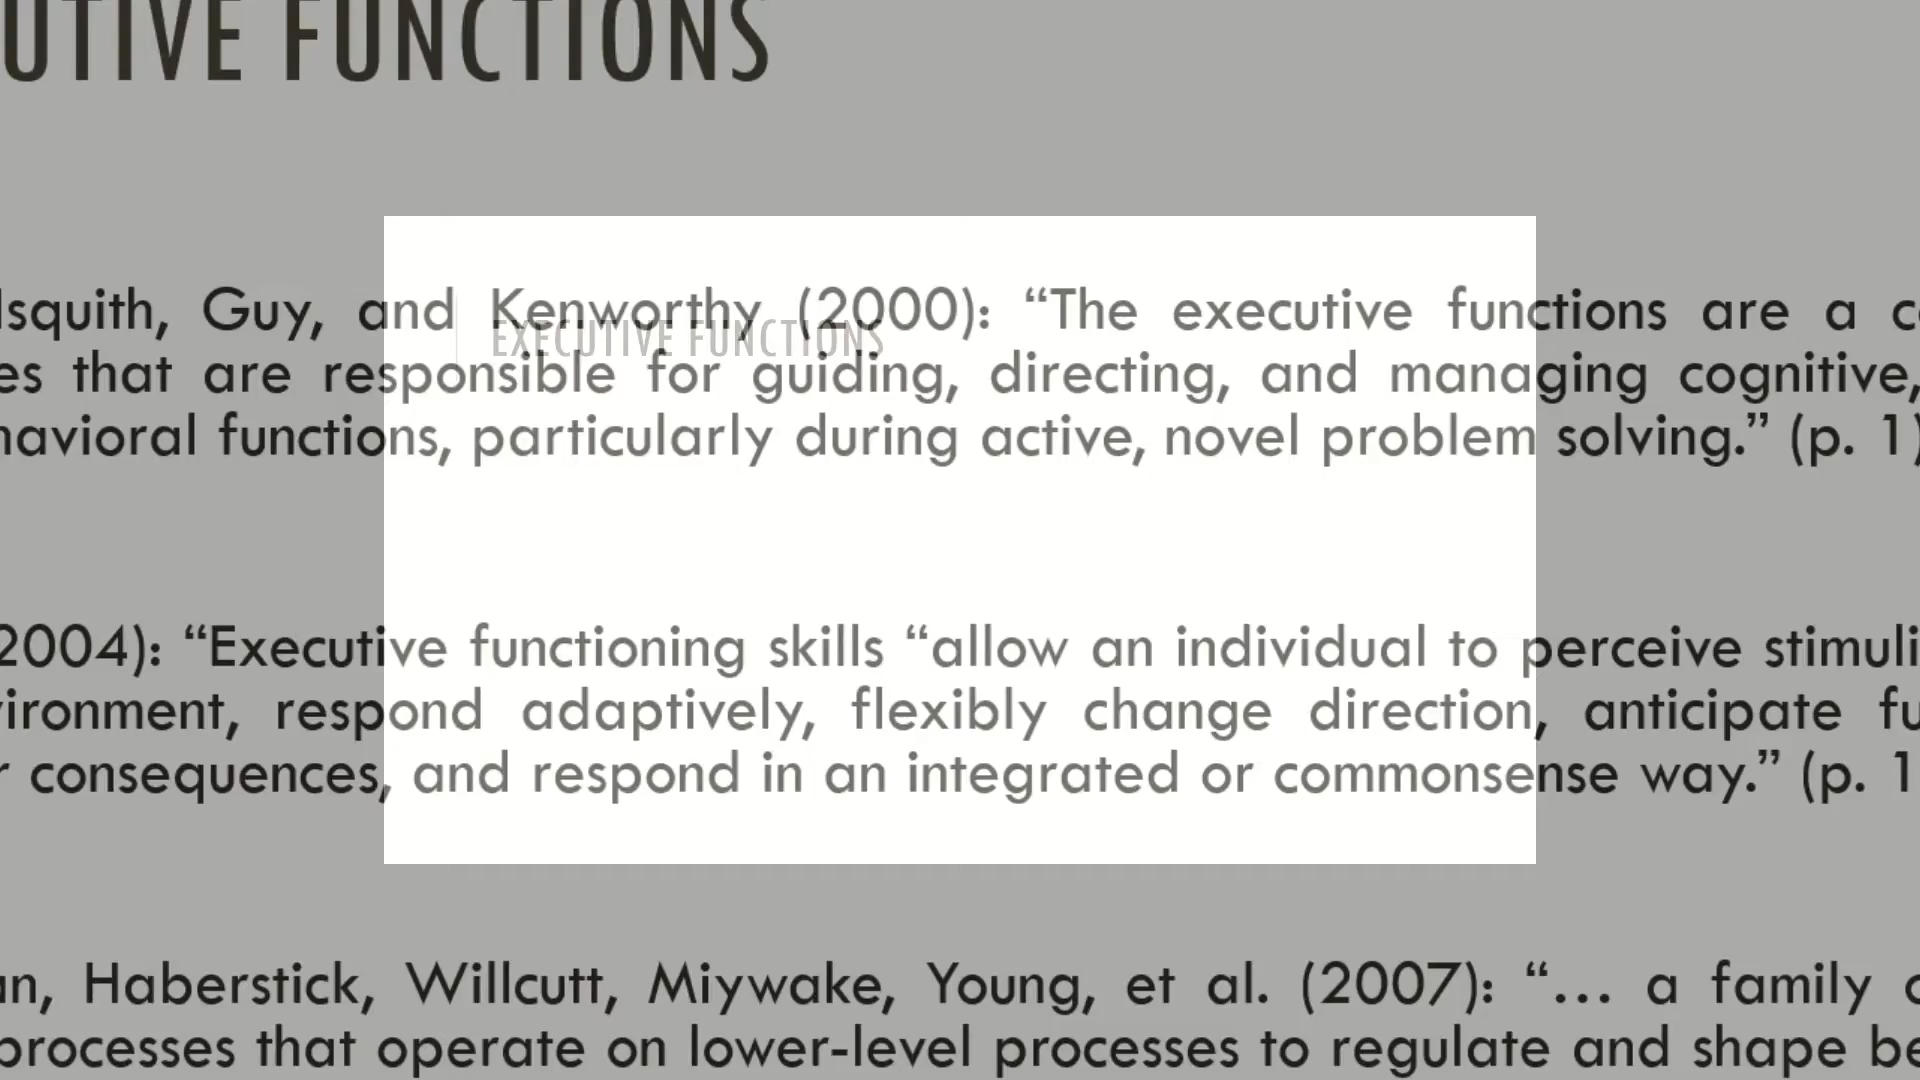 UTIVE FUNCTIONS
Isquith, Guy, and Kenworthy (2000): “The executive functions are a c
EXECUTIVE FUNCTIONS
es that are responsible for guiding, directing, and managing cognitive,
havioral functions, particularly during active, novel problem solving.” (p. 1)
2004): “Executive functioning skills “allow an individual to perceive stimuli
vironment, respond adaptively, flexibly change direction, anticipate fu
r consequences, and respond in an integrated or commonsense way.” (p. 1
an, Haberstick, Willcutt, Miywake, Young, et al. (2007): “… a family o
processes that operate on lower-level processes to regulate and shape be